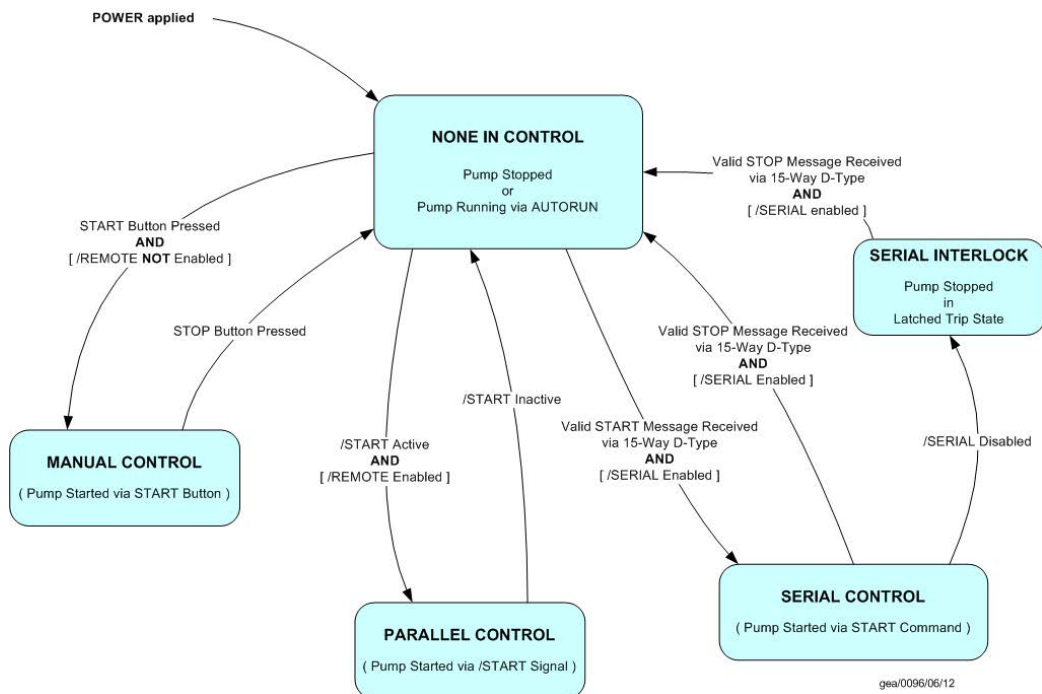 POWER applied
NONE IN CONTROL
Pump Stopped
or
Pump Running via AUTORUN
Valid STOP Message Received
via 15-Way D-Type
AND
[ /SERIAL enabled ]
START Button Pressed
AND
[ /REMOTE NOT Enabled ]
SERIAL INTERLOCK
Pump Stopped
in
Latched Trip State
STOP Button Pressed
Valid STOP Message Received
via 15-Way D-Type
AND
[ /SERIAL Enabled ]
/START Inactive
/START Active
AND
[ /REMOTE Enabled ]
Valid START Message Received
via 15-Way D-Type
AND
[ /SERIAL Enabled ]
/SERIAL Disabled
MANUAL CONTROL
( Pump Started via START Button )
PARALLEL CONTROL
( Pump Started via /START Signal )
SERIAL CONTROL
( Pump Started via START Command )
gea/0096/06/12